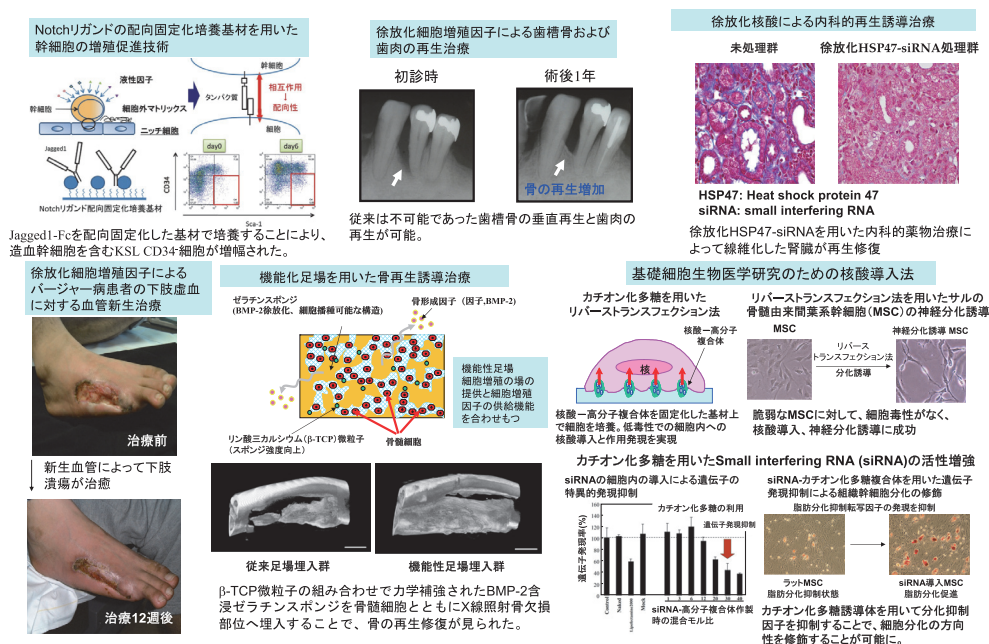 Notchリガンドの配向固定化培養基材を用いた
幹細胞の増殖促進技術
液性因子
幹細胞
細胞外マトリックス
ニッチ細胞
幹細胞
タンパク質
相互作用
↓
配向性
細胞
Jagged1
Notchリガンド配向固定化培養基材
day0
day6
CD34
Sca-1
Jagged1-Fcを配向固定化した基材で培養することにより、
造血幹細胞を含むKSL CD34-細胞が増幅された。
徐放化細胞増殖因子による歯槽骨および
歯肉の再生治療
初診時
術後1年
骨の再生増加
従来は不可能であった歯槽骨の垂直再生と歯肉の
再生が可能。
徐放化核酸による内科的再生誘導治療
未処理群
徐放化HSP47-siRNA処理群
HSP47: Heat shock protein 47
siRNA: small interfering RNA
徐放化HSP47-siRNAを用いた内科的薬物治療に
よって線維化した腎臓が再生修復
徐放化細胞増殖因子による
バージャー病患者の下肢虚血
に対する血管新生治療
治療前
新生血管によって下肢
潰瘍が治癒
治療12週後
機能化足場を用いた骨再生誘導治療
ゼラチンスポンジ
(BMP-2徐放化、細胞播種可能な構造)
骨形成因子（因子,BMP-2)
機能性足場
細胞増殖の場の
提供と細胞増殖
因子の供給機能
を合わせもつ
リン酸三カルシウム(β-TCP)微粒子
(スポンジ強度向上)
骨髄細胞
従来足場埋入群
機能性足場埋入群
β-TCP微粒子の組み合わせで力学補強されたBMP-2含
浸ゼラチンスポンジを骨髄細胞とともにX線照射骨欠損
部位へ埋入することで、骨の再生修復が見られた。
基礎細胞生物医学研究のための核酸導入法
カチオン化多糖を用いた
リバーストランスフェクション法
核酸ー高分子
複合体
核
核酸ー高分子複合体を固定化した基材上
で細胞を培養。低毒性での細胞内への
核酸導入と作用発現を実現
リバーストランスフェクション法を用いたサルの
骨髄由来間葉系幹細胞(MSC)の神経分化誘導
MSC
神経分化誘導 MSC
リバース
トランスフェクション法
分化誘導
脆弱なMSCに対して、細胞毒性がなく、
核酸導入、神経分化誘導に成功
カチオン化多糖を用いたSmall interfering RNA (siRNA)の活性増強
siRNAの細胞内の導入による遺伝子の
特異的発現抑制
カチオン化多糖の利用
遺伝子発現抑制
遺伝子発現率(%)
160
140
120
100
80
60
40
20
0
Control
Naked
Lipofectamine
Mock
1
3
6
12
20
30
40
siRNA-高分子複合体作製
時の混合モル比
siRNA-カチオン化多糖複合体を用いた遺伝子
発現抑制による組織幹細胞分化の修飾
脂肪分化抑制転写因子の発現を抑制
ラットMSC
脂肪分化抑制状態
siRNA導入MSC
脂肪分化促進
カチオン化多糖誘導体を用いて分化抑制
因子を抑制することで、細胞分化の方向
性を修飾することが可能に。